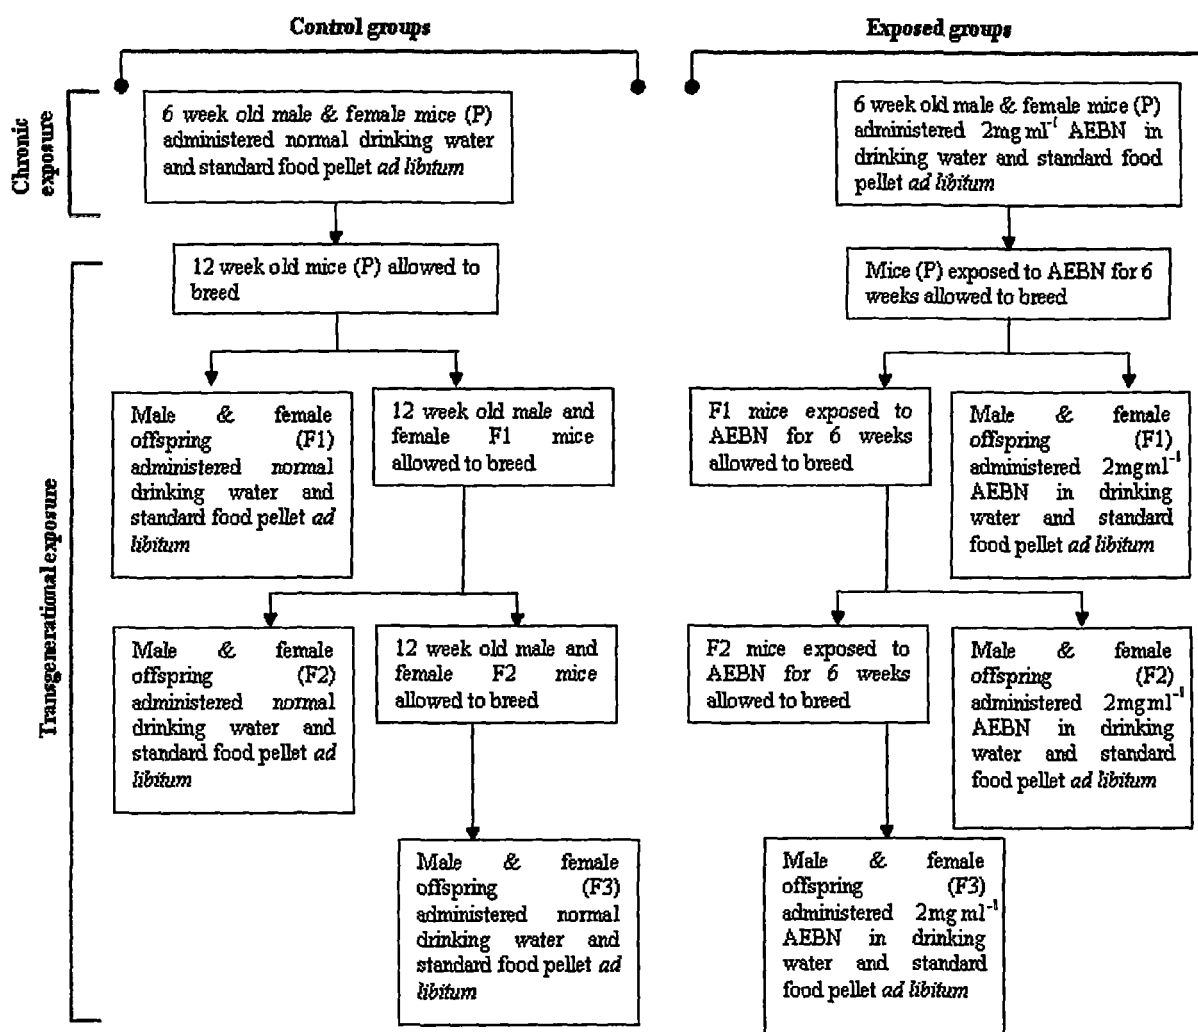 Control groups
Exposed groups
Chronic
exposure
6 week old male & female mice (P)
administered normal drinking water
and standard food pellet ad libitum
6 week old male & female mice (P)
administered 2mg ml⁻¹ AEBN in
drinking water and standard food
pellet ad libitum
Transgenerational exposure
12 week old mice (P) allowed to
breed
Mice (P) exposed to AEBN for 6
weeks allowed to breed
Male & female
offspring (F1)
administered normal
drinking water and
standard food pellet ad
libitum
12 week old male and
female F1 mice
allowed to breed
F1 mice exposed to
AEBN for 6 weeks
allowed to breed
Male & female
offspring (F1)
administered 2mgml⁻¹
AEBN in drinking
water and standard
food pellet ad libitum
Male & female
offspring (F2)
administered normal
drinking water and
standard food pellet ad
libitum
12 week old male and
female F2 mice
allowed to breed
F2 mice exposed to
AEBN for 6 weeks
allowed to breed
Male & female
offspring (F2)
administered 2mgml⁻¹
AEBN in drinking
water and standard
food pellet ad libitum
Male & female
offspring (F3)
administered normal
drinking water and
standard food pellet ad
libitum
Male & female
offspring (F3)
administered 2mg ml⁻¹
AEBN in drinking
water and standard
food pellet ad libitum